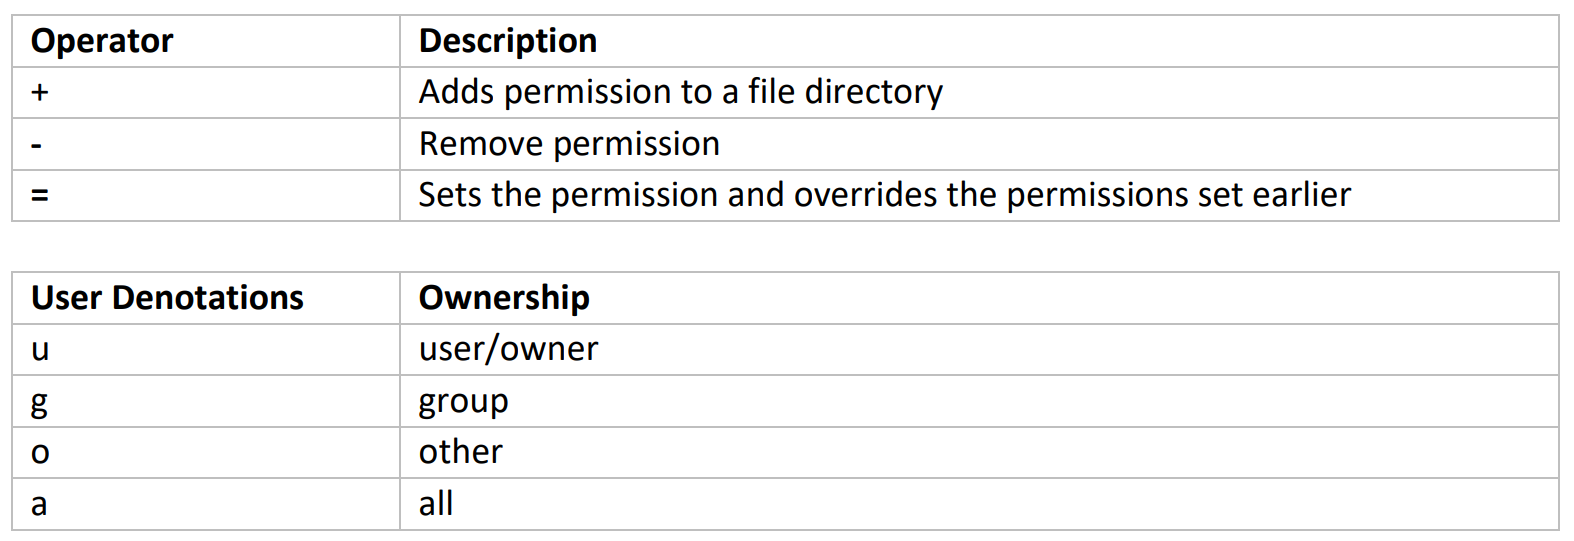 Operator Description
+ Adds permission to a file directory
- Remove permission
= Sets the permission and overrides the permissions set earlier
User Denotations Ownership
u user/owner
g group
o other
a all